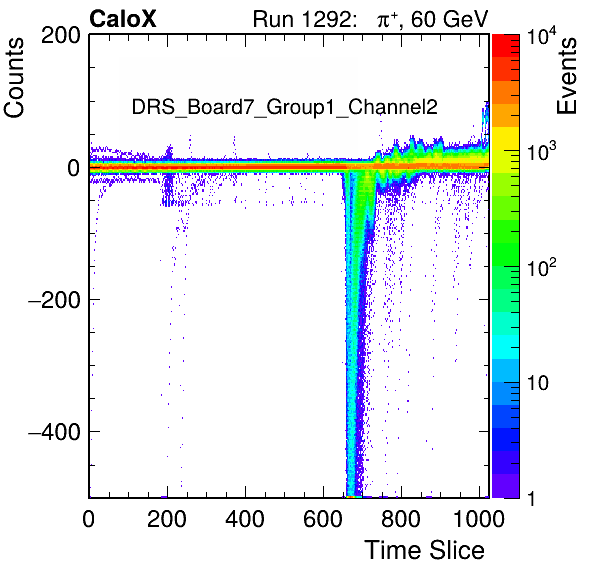 CaloX Run 1292: π⁺, 60 GeV
DRS_Board7_Group1_Channel2
Counts
200
0
−200
−400
0 200 400 600 800 1000
Time Slice
Events
10⁴
10³
10²
10
1